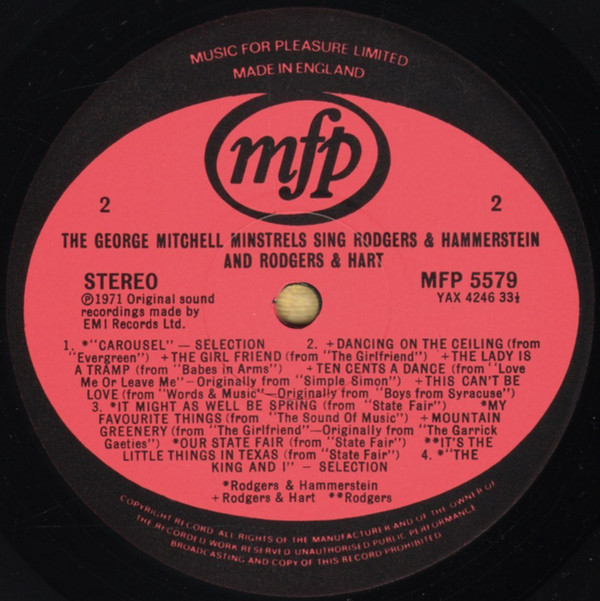 MUSIC FOR PLEASURE LIMITED
MADE IN ENGLAND
mfp
2 2
THE GEORGE MITCHELL MINSTRELS SING RODGERS & HAMMERSTEIN
AND RODGERS & HART
STEREO MFP 5579
℗1971 Original sound YAX 4246 33⅓
recordings made by
EMI Records Ltd.
1. *"CAROUSEL" — SELECTION 2. +DANCING ON THE CEILING (from
"Evergreen") +THE GIRL FRIEND (from "The Girlfriend") +THE LADY IS
A TRAMP (from "Babes in Arms") +TEN CENTS A DANCE (from "Love
Me Or Leave Me"—Originally from "Simple Simon") +THIS CAN'T BE
LOVE (from "Words & Music"—Originally from "Boys from Syracuse")
3. *IT MIGHT AS WELL BE SPRING (from "State Fair") *MY
FAVOURITE THINGS (from "The Sound Of Music") +MOUNTAIN
GREENERY (from "The Girlfriend"—Originally from "The Garrick
Gaeties") *OUR STATE FAIR (from "State Fair") **IT'S THE
LITTLE THINGS IN TEXAS (from "State Fair") 4. *"THE
KING AND I" — SELECTION
*Rodgers & Hammerstein
+Rodgers & Hart **Rodgers
COPYRIGHT RECORD. ALL RIGHTS OF THE MANUFACTURER AND OF THE OWNER OF
THE RECORDED WORK RESERVED UNAUTHORISED PUBLIC PERFORMANCE
BROADCASTING AND COPY OF THIS RECORD PROHIBITED